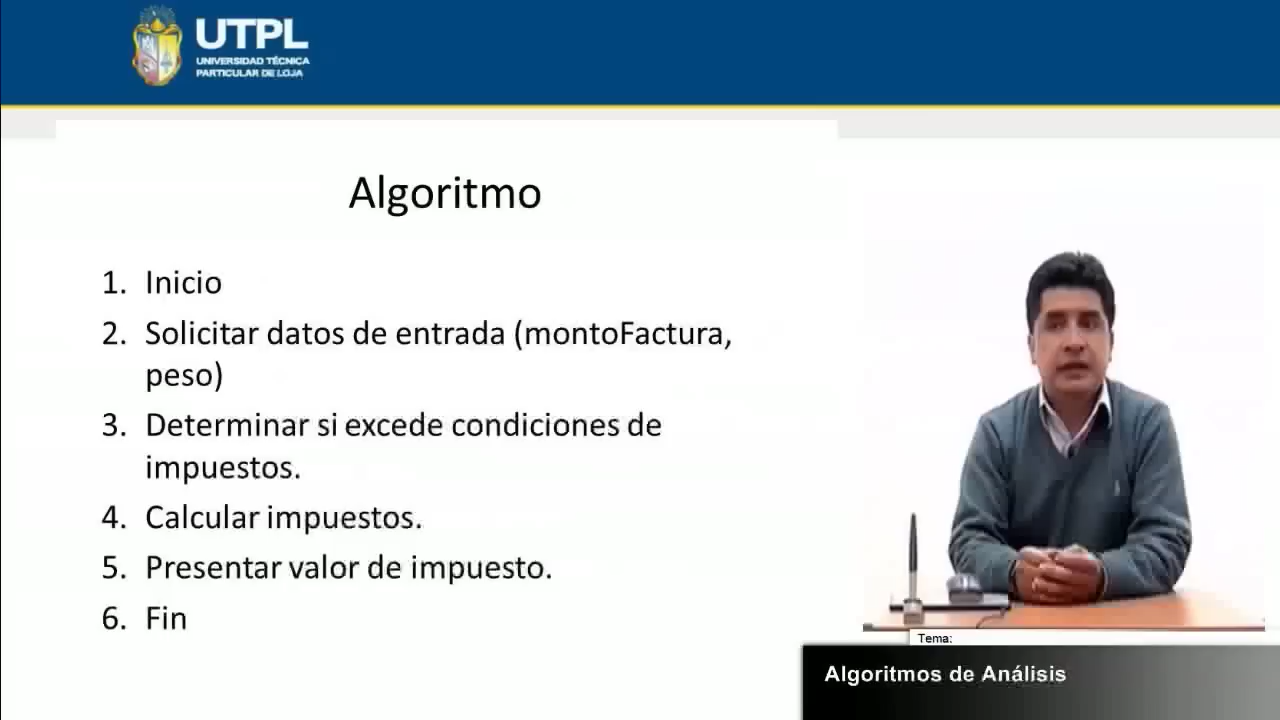 UTPL
UNIVERSIDAD TÉCNICA
PARTICULAR DE LOJA
Algoritmo
1. Inicio
2. Solicitar datos de entrada (montoFactura,
peso)
3. Determinar si excede condiciones de
impuestos.
4. Calcular impuestos.
5. Presentar valor de impuesto.
6. Fin
Tema:
Algoritmos de Análisis